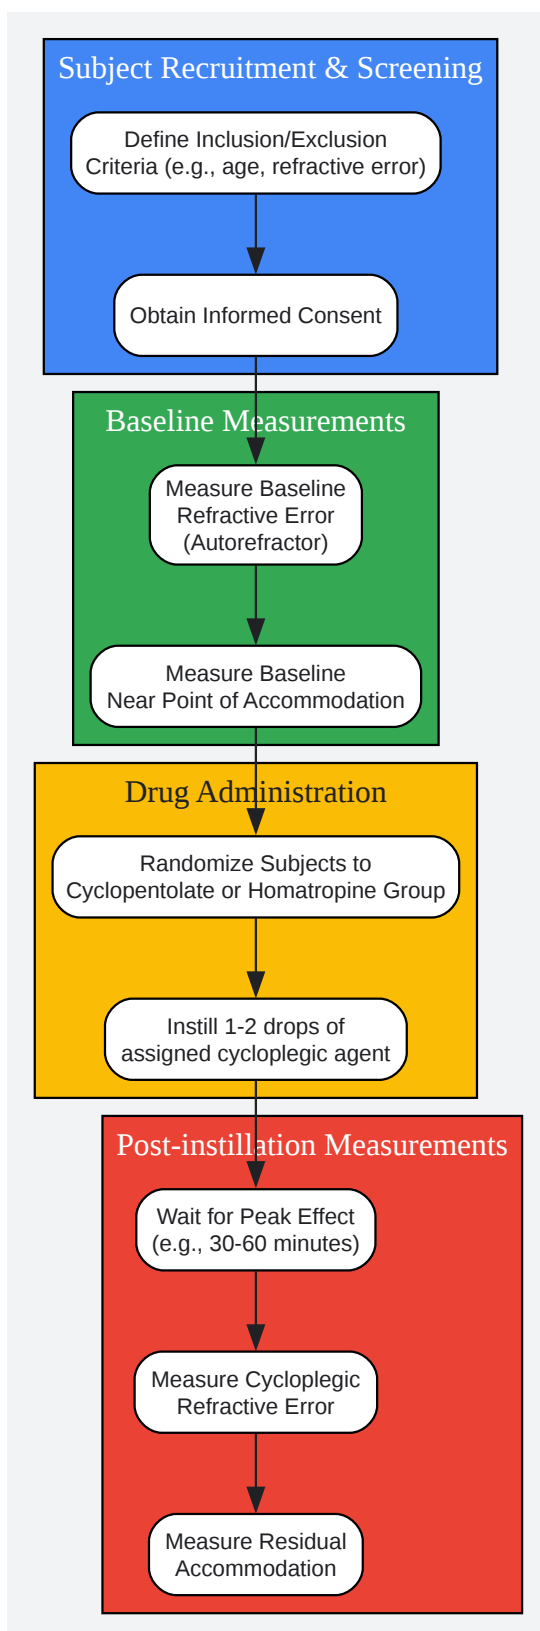 Subject Recruitment & Screening
Define Inclusion/Exclusion
Criteria (e.g., age, refractive error)
Obtain Informed Consent
Baseline Measurements
Measure Baseline
Refractive Error
(Autorefractor)
Measure Baseline
Near Point of Accommodation
Drug Administration
Randomize Subjects to
Cyclopentolate or Homatropine Group
Instill 1-2 drops of
assigned cycloplegic agent
Post-instillation Measurements
Wait for Peak Effect
(e.g., 30-60 minutes)
Measure Cycloplegic
Refractive Error
Measure Residual
Accommodation